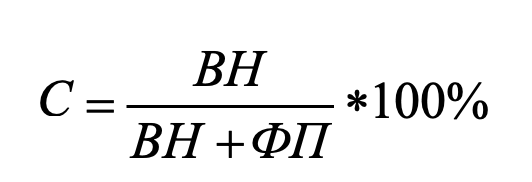 С = ВН / (ВН + ФП) * 100%